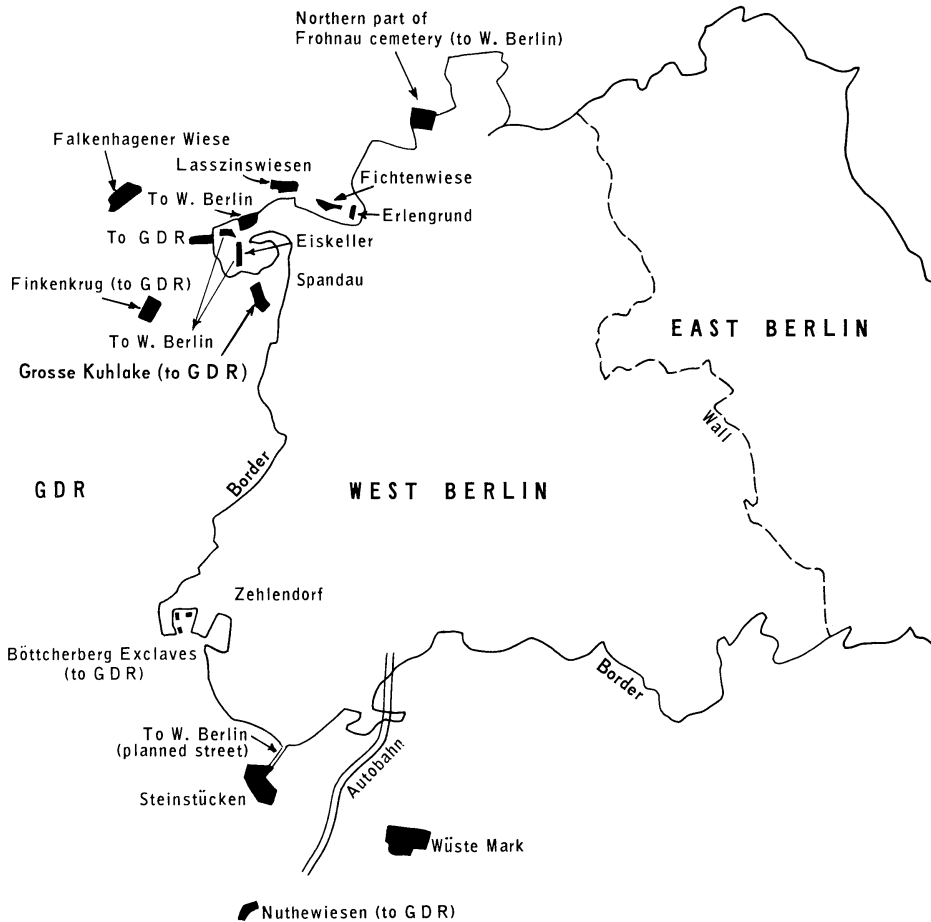 Northern part of
Frohnau cemetery (to W. Berlin)
Falkenhagener Wiese
Lasszinswiesen
Fichtenwiese
To W. Berlin
Erlengrund
To GDR
Eiskeller
Spandau
Finkenkrug (to GDR)
To W. Berlin
Grosse Kuhlake (to GDR)
EAST BERLIN
Wall
Border
GDR
WEST BERLIN
Zehlendorf
Böttcherberg Exclaves
(to GDR)
Border
To W. Berlin
(planned street)
Autobahn
Steinstücken
Wüste Mark
Nuthewiesen (to GDR)